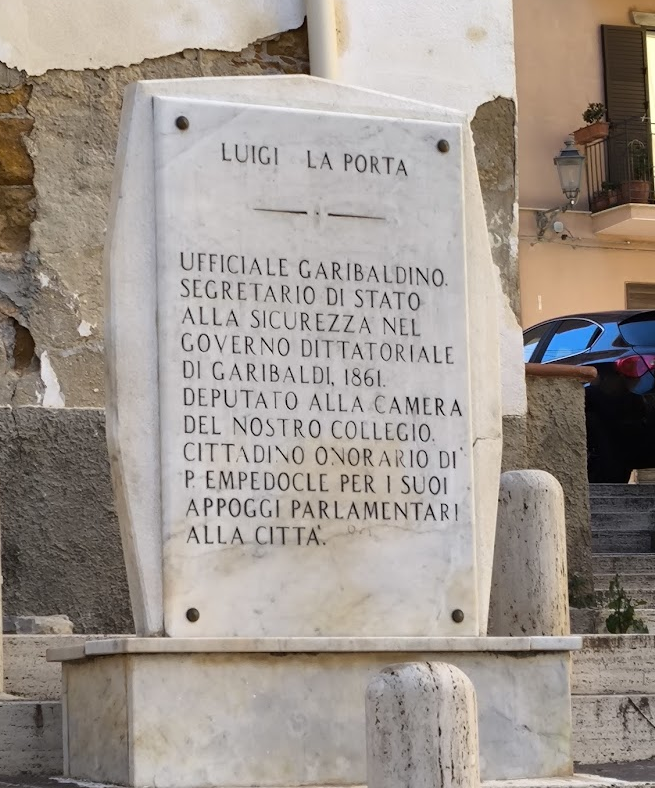 LUIGI LA PORTA
UFFICIALE GARIBALDINO.
SEGRETARIO DI STATO
ALLA SICUREZZA NEL
GOVERNO DITTATORIALE
DI GARIBALDI, 1861.
DEPUTATO ALLA CAMERA
DEL NOSTRO COLLEGIO.
CITTADINO ONORARIO DI
P. EMPEDOCLE PER I SUOI
APPOGGI PARLAMENTARI
ALLA CITTA'.